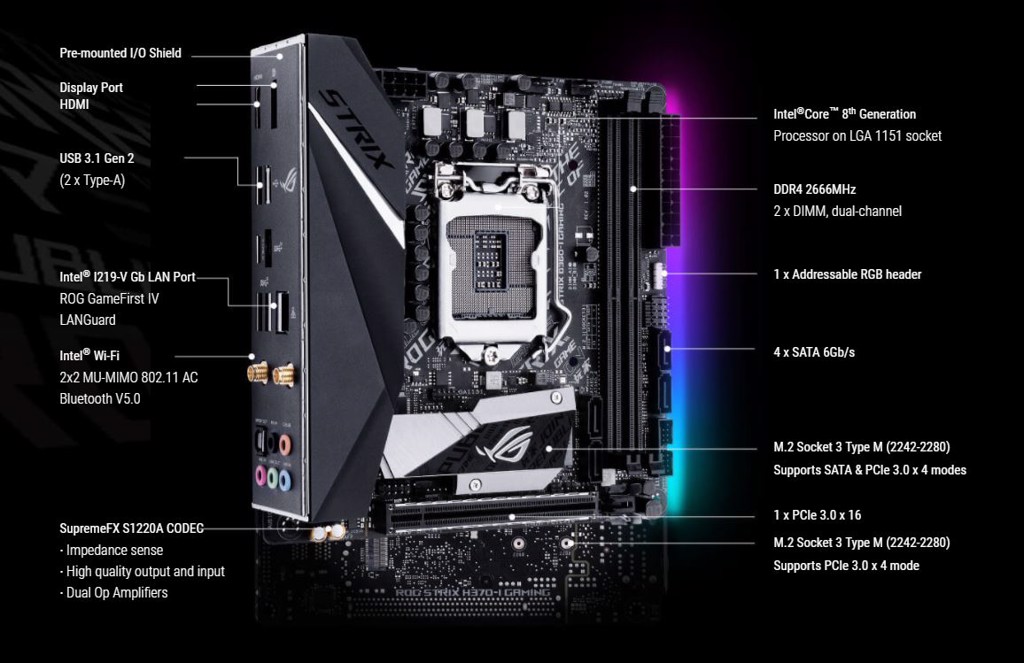 Pre-mounted I/O Shield
Display Port
HDMI
USB 3.1 Gen 2
(2 x Type-A)
Intel® I219-V Gb LAN Port
ROG GameFirst IV
LANGuard
Intel® Wi-Fi
2x2 MU-MIMO 802.11 AC
Bluetooth V5.0
SupremeFX S1220A CODEC
· Impedance sense
· High quality output and input
· Dual Op Amplifiers
STRIX
Intel®Core™ 8th Generation
Processor on LGA 1151 socket
DDR4 2666MHz
2 x DIMM, dual-channel
1 x Addressable RGB header
4 x SATA 6Gb/s
M.2 Socket 3 Type M (2242-2280)
Supports SATA & PCIe 3.0 x 4 modes
1 x PCIe 3.0 x 16
M.2 Socket 3 Type M (2242-2280)
Supports PCIe 3.0 x 4 mode
ROG STRIX H370-I GAMING